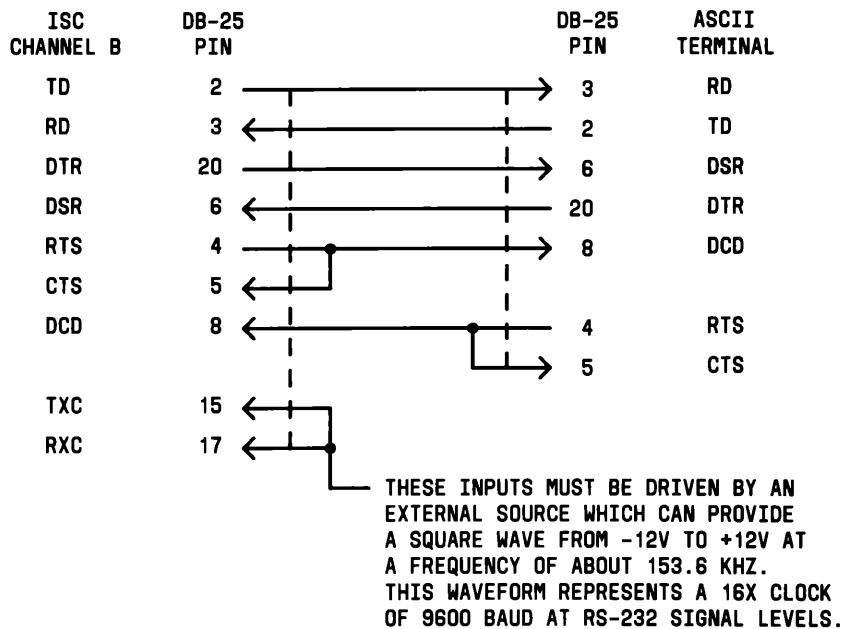 ISC DB-25 DB-25 ASCII
CHANNEL B PIN PIN TERMINAL
TD 2 3 RD
RD 3 2 TD
DTR 20 6 DSR
DSR 6 20 DTR
RTS 4 8 DCD
CTS 5
DCD 8 4 RTS
5 CTS
TXC 15
RXC 17
THESE INPUTS MUST BE DRIVEN BY AN
EXTERNAL SOURCE WHICH CAN PROVIDE
A SQUARE WAVE FROM -12V TO +12V AT
A FREQUENCY OF ABOUT 153.6 KHZ.
THIS WAVEFORM REPRESENTS A 16X CLOCK
OF 9600 BAUD AT RS-232 SIGNAL LEVELS.